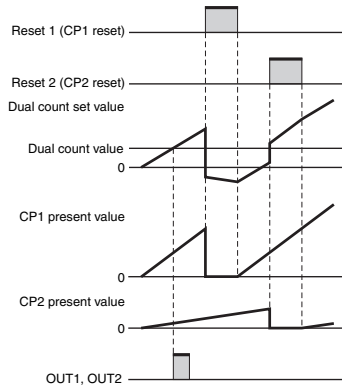 Reset 1 (CP1 reset)
Reset 2 (CP2 reset)
Dual count set value
Dual count value
0
CP1 present value
0
CP2 present value
0
OUT1, OUT2